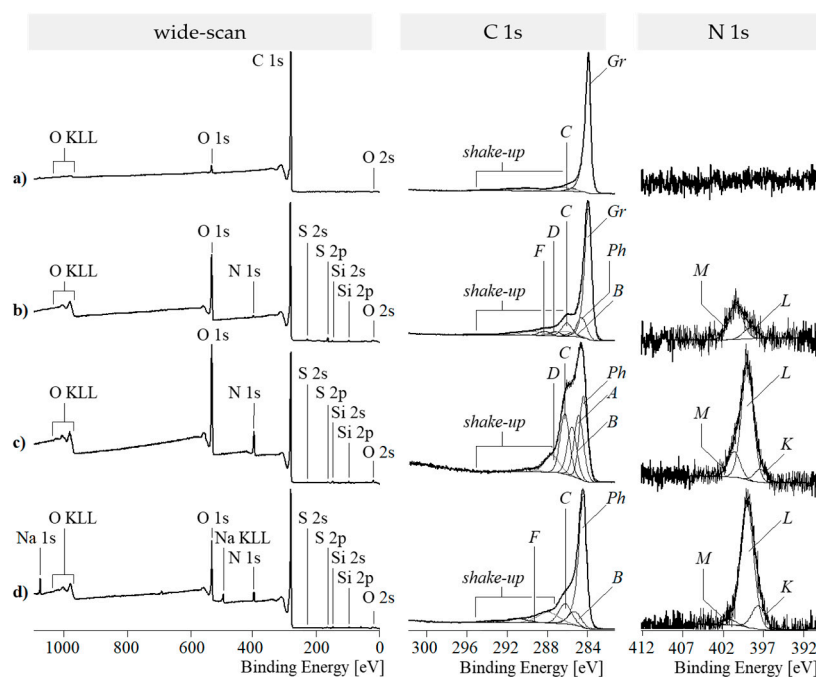 wide-scan
C 1s
N 1s
C 1s
O KLL
O 1s
O 2s
a)
C
Gr
shake-up
S 2s
O 1s
S 2p
O KLL
N 1s
Si 2s
Si 2p
O 2s
b)
C
Gr
D
F
Ph
shake-up
B
M
L
O 1s
S 2s
S 2p
O KLL
N 1s
Si 2s
Si 2p
O 2s
c)
C
D
Ph
A
shake-up
B
L
M
K
O KLL
O 1s
S 2s
Na 1s
Na KLL
S 2p
N 1s
Si 2s
Si 2p
O 2s
d)
C
Ph
F
shake-up
B
L
M
K
1000 800 600 400 200 0
Binding Energy [eV]
300 296 292 288 284
Binding Energy [eV]
412 407 402 397 392
Binding Energy [eV]